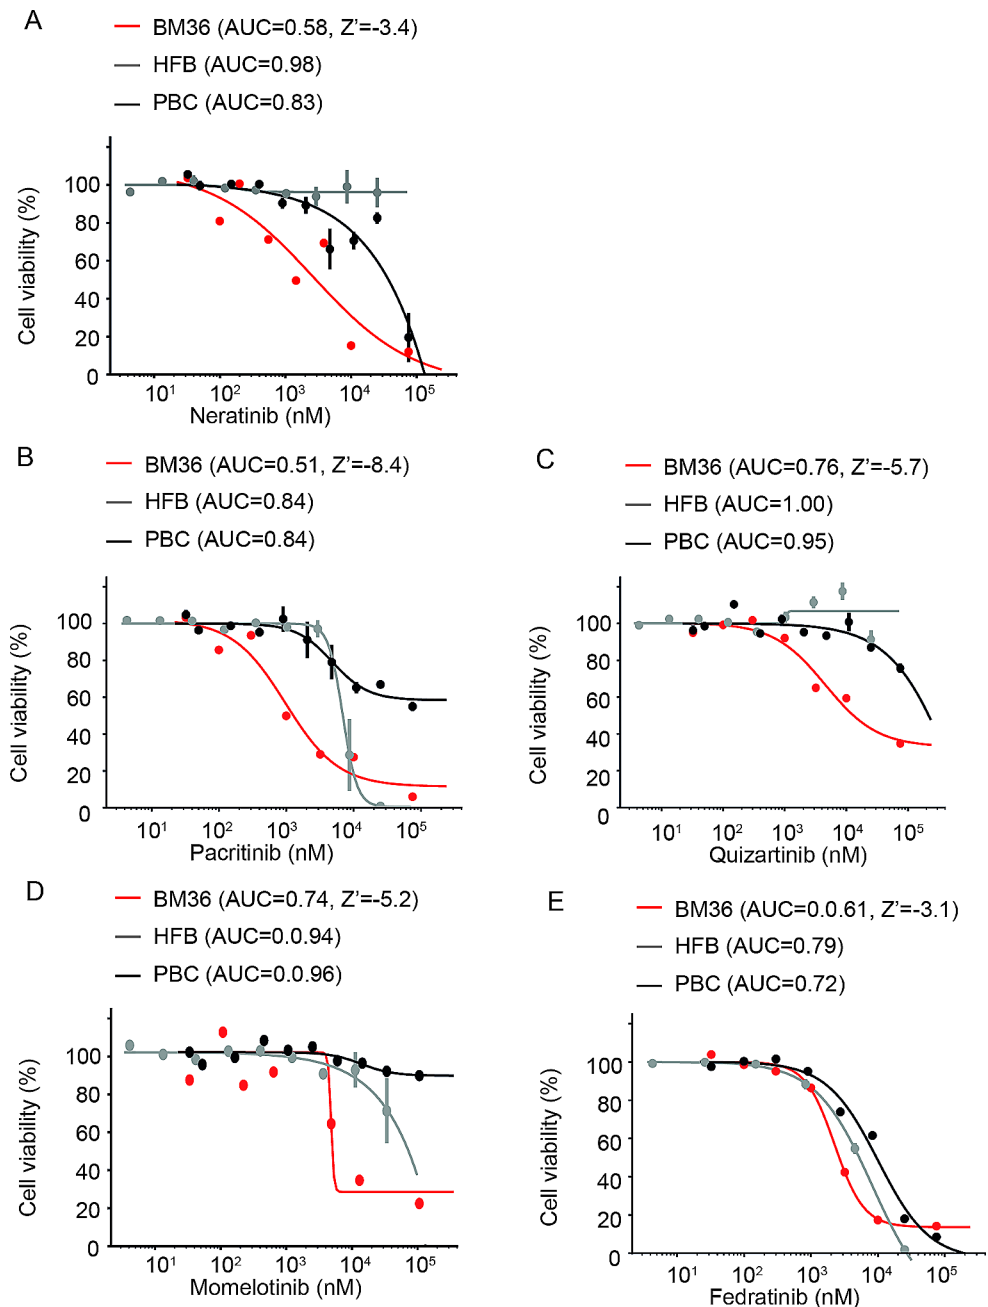 A
BM36 (AUC=0.58, Z'=-3.4)
HFB (AUC=0.98)
PBC (AUC=0.83)
Cell viability (%)
100
80
60
40
20
0
10¹ 10² 10³ 10⁴ 10⁵
Neratinib (nM)
B
BM36 (AUC=0.51, Z'=-8.4)
HFB (AUC=0.84)
PBC (AUC=0.84)
Cell viability (%)
100
80
60
40
20
0
10¹ 10² 10³ 10⁴ 10⁵
Pacritinib (nM)
C
BM36 (AUC=0.76, Z'=-5.7)
HFB (AUC=1.00)
PBC (AUC=0.95)
Cell viability (%)
100
80
60
40
20
0
10¹ 10² 10³ 10⁴ 10⁵
Quizartinib (nM)
D
BM36 (AUC=0.74, Z'=-5.2)
HFB (AUC=0.0.94)
PBC (AUC=0.0.96)
Cell viability (%)
100
80
60
40
20
0
10¹ 10² 10³ 10⁴ 10⁵
Momelotinib (nM)
E
BM36 (AUC=0.0.61, Z'=-3.1)
HFB (AUC=0.79)
PBC (AUC=0.72)
Cell viability (%)
100
80
60
40
20
0
10¹ 10² 10³ 10⁴ 10⁵
Fedratinib (nM)